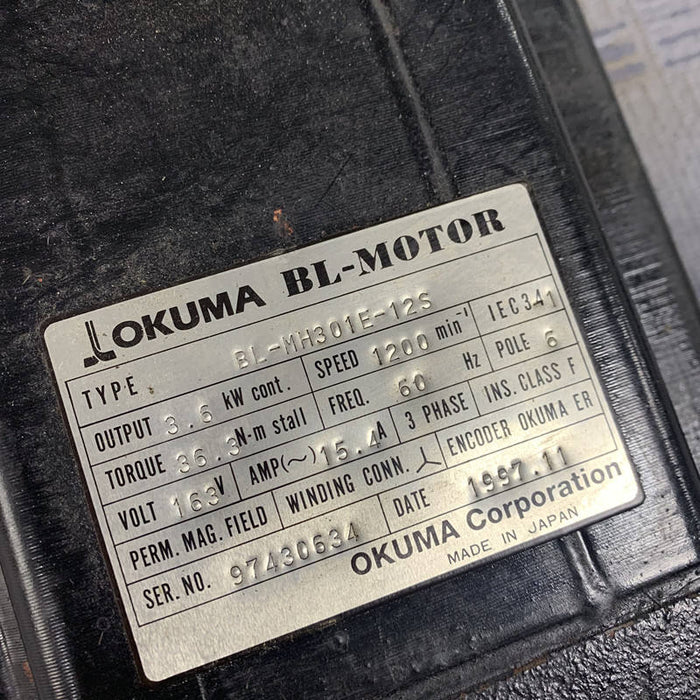 OKUMA BL-MOTOR
TYPE BL-MH301E-12S
OUTPUT 3.6 kW cont. SPEED 1200 min⁻¹ IEC341
TORQUE 36.3 N-m stall FREQ. 60 Hz POLE 6
VOLT 163 V AMP(~) 15.4 A 3 PHASE INS. CLASS F
PERM. MAG. FIELD WINDING CONN. ENCODER OKUMA ER
SER. NO. 97430634 DATE 1997.11
OKUMA Corporation
MADE IN JAPAN